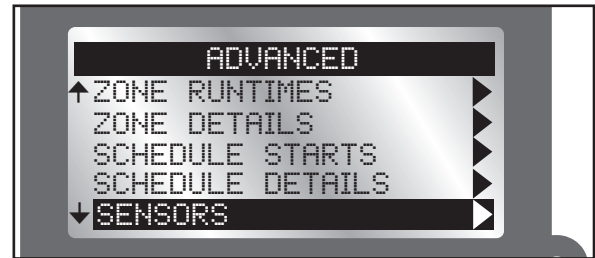 ADVANCED
ZONE RUNTIMES
ZONE DETAILS
SCHEDULE STARTS
SCHEDULE DETAILS
SENSORS